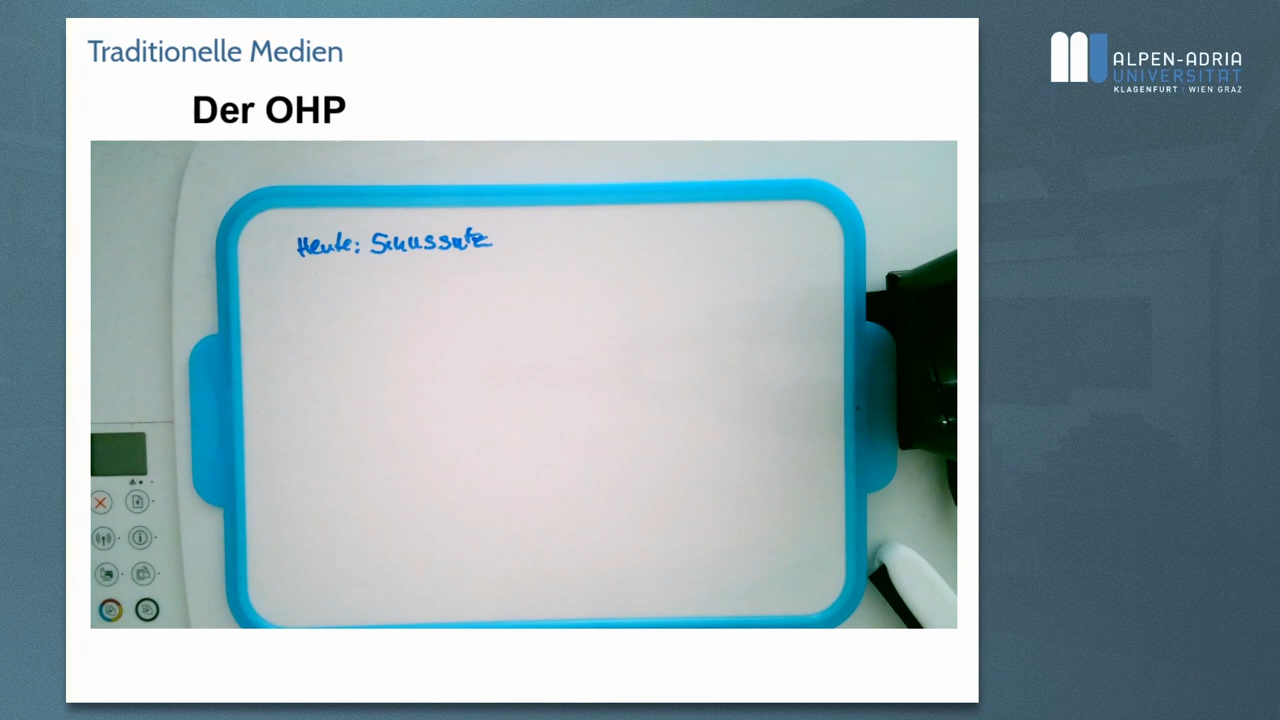 Traditionelle Medien
Der OHP
Heute: Sinussatz
ALPEN-ADRIA
UNIVERSITÄT
KLAGENFURT | WIEN GRAZ